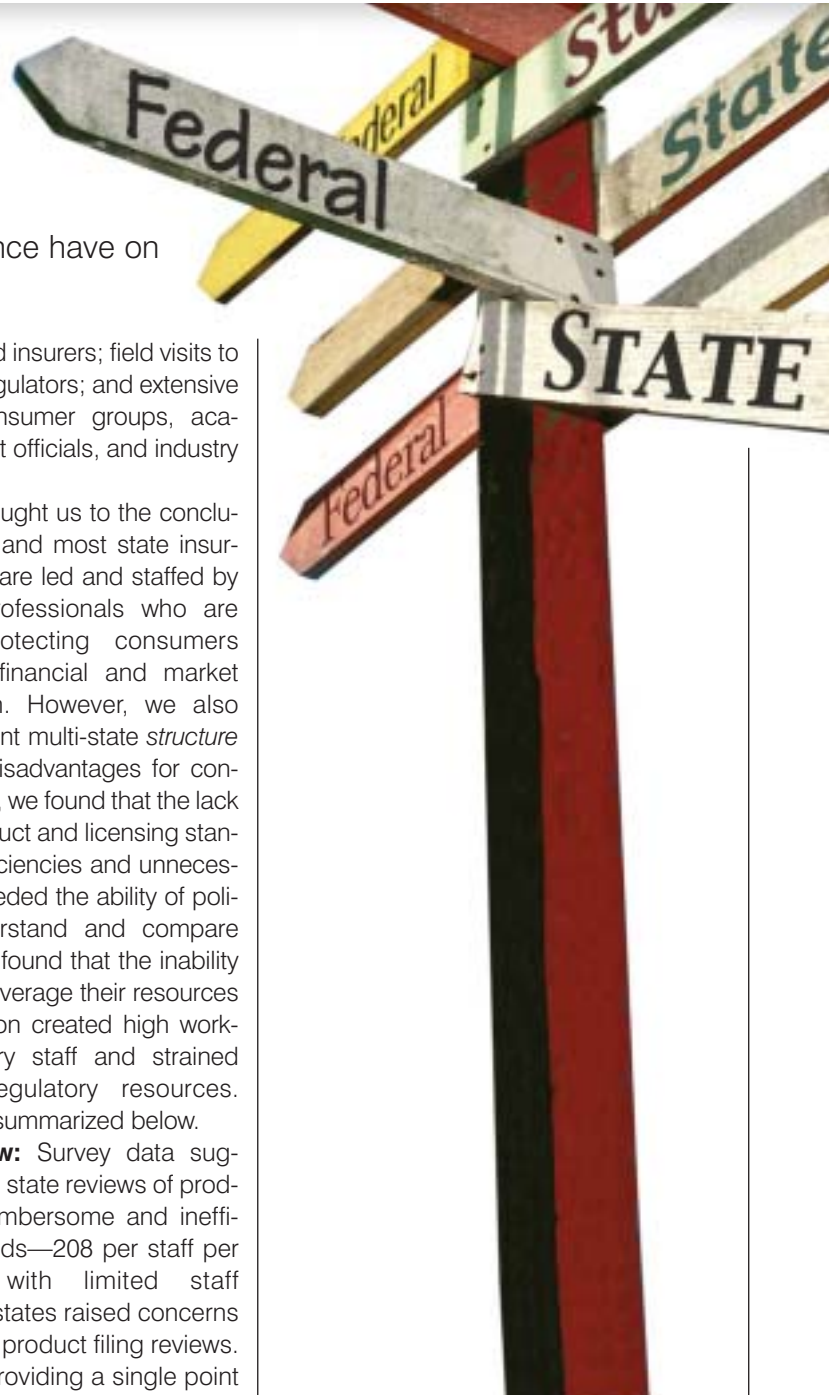 Federal
Federal
State
State
STATE
Federal
nce have on
d insurers; field visits to
gulators; and extensive
nsumer groups, aca-
t officials, and industry
ught us to the conclu-
and most state insur-
are led and staffed by
rofessionals who are
otecting consumers
financial and market
n. However, we also
nt multi-state structure
isadvantages for con-
, we found that the lack
uct and licensing stan-
ciencies and unneces-
eded the ability of poli-
erstand and compare
found that the inability
verage their resources
on created high work-
ry staff and strained
egulatory resources.
summarized below.
w: Survey data sug-
state reviews of prod-
mbersome and ineffi-
ds—208 per staff per
with limited staff
states raised concerns
product filing reviews.
roviding a single point